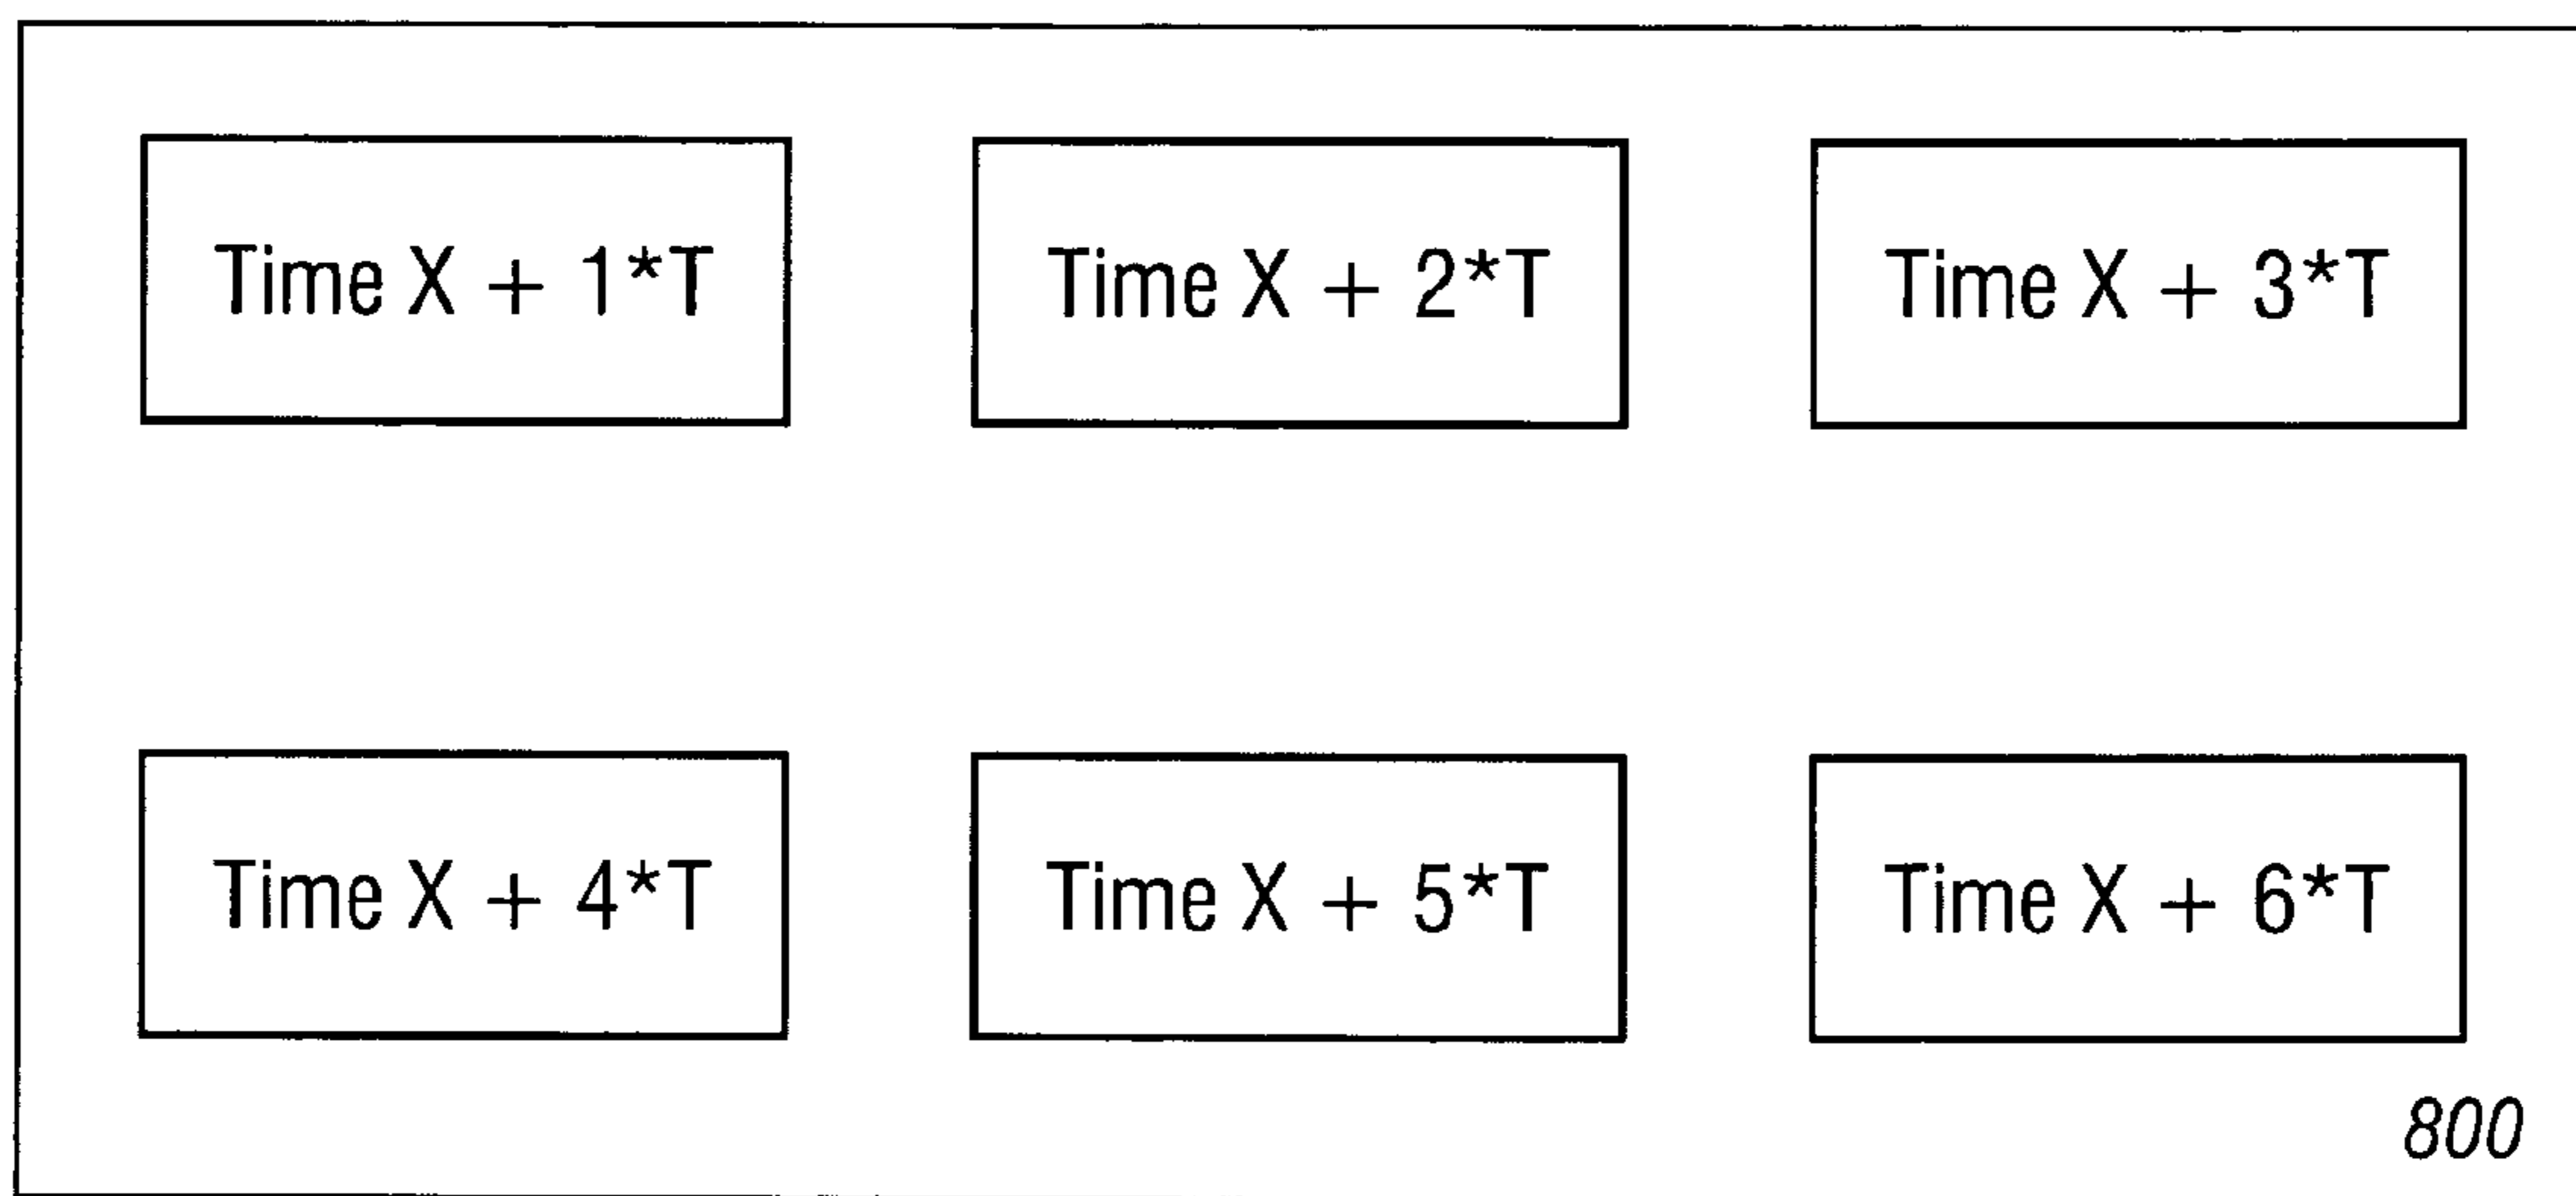 Time X + 1*T
Time X + 2*T
Time X + 3*T
Time X + 4*T
Time X + 5*T
Time X + 6*T
800